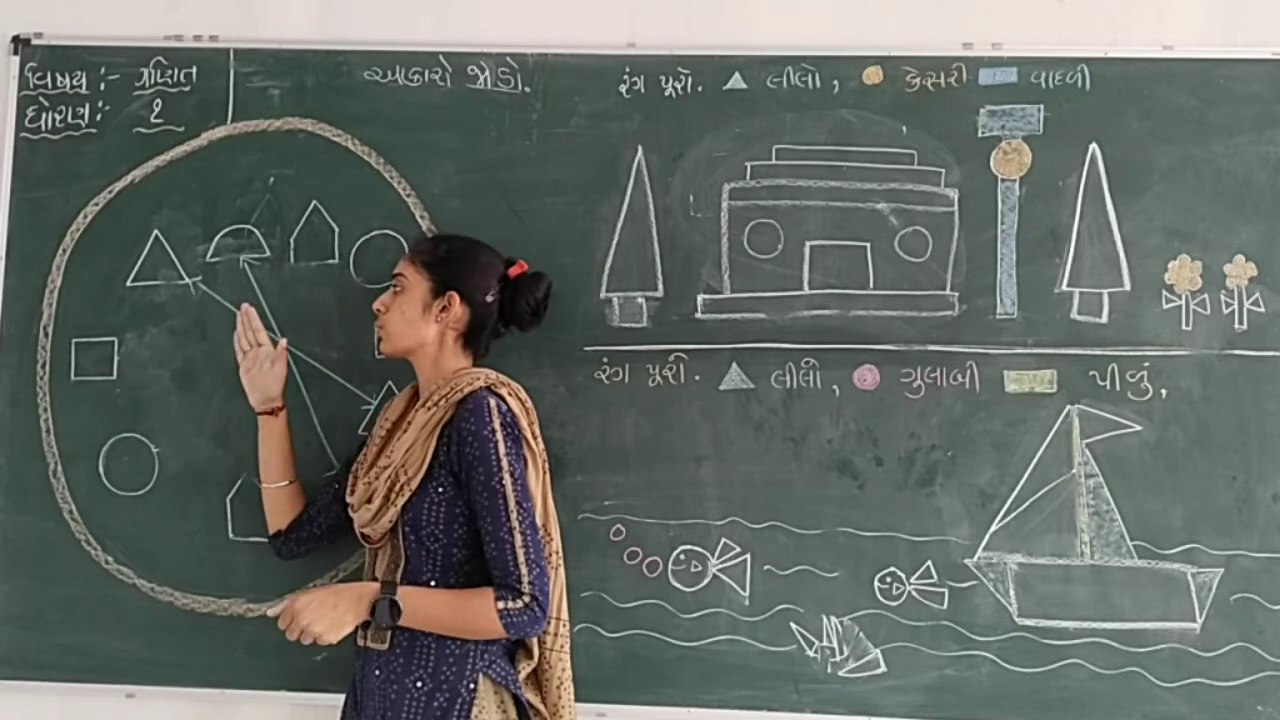 વિષય :- ગણિત
ધોરણ :- ૧
આકારો જોડો.
રંગ પૂરો. લીલો, કેસરી વાદળી
રંગ પૂરો. લીલો, ગુલાબી પીળું,